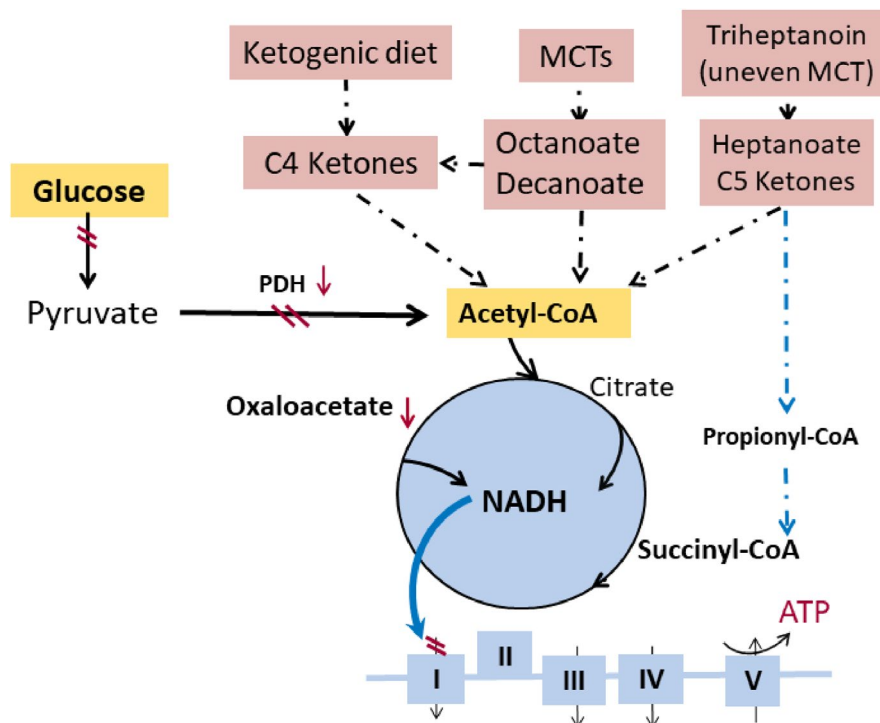 Ketogenic diet
MCTs
Triheptanoin
(uneven MCT)
C4 Ketones
Octanoate
Decanoate
Heptanoate
C5 Ketones
Glucose
Pyruvate
PDH
Acetyl-CoA
Oxaloacetate
Citrate
Propionyl-CoA
NADH
Succinyl-CoA
ATP
I
II
III
IV
V